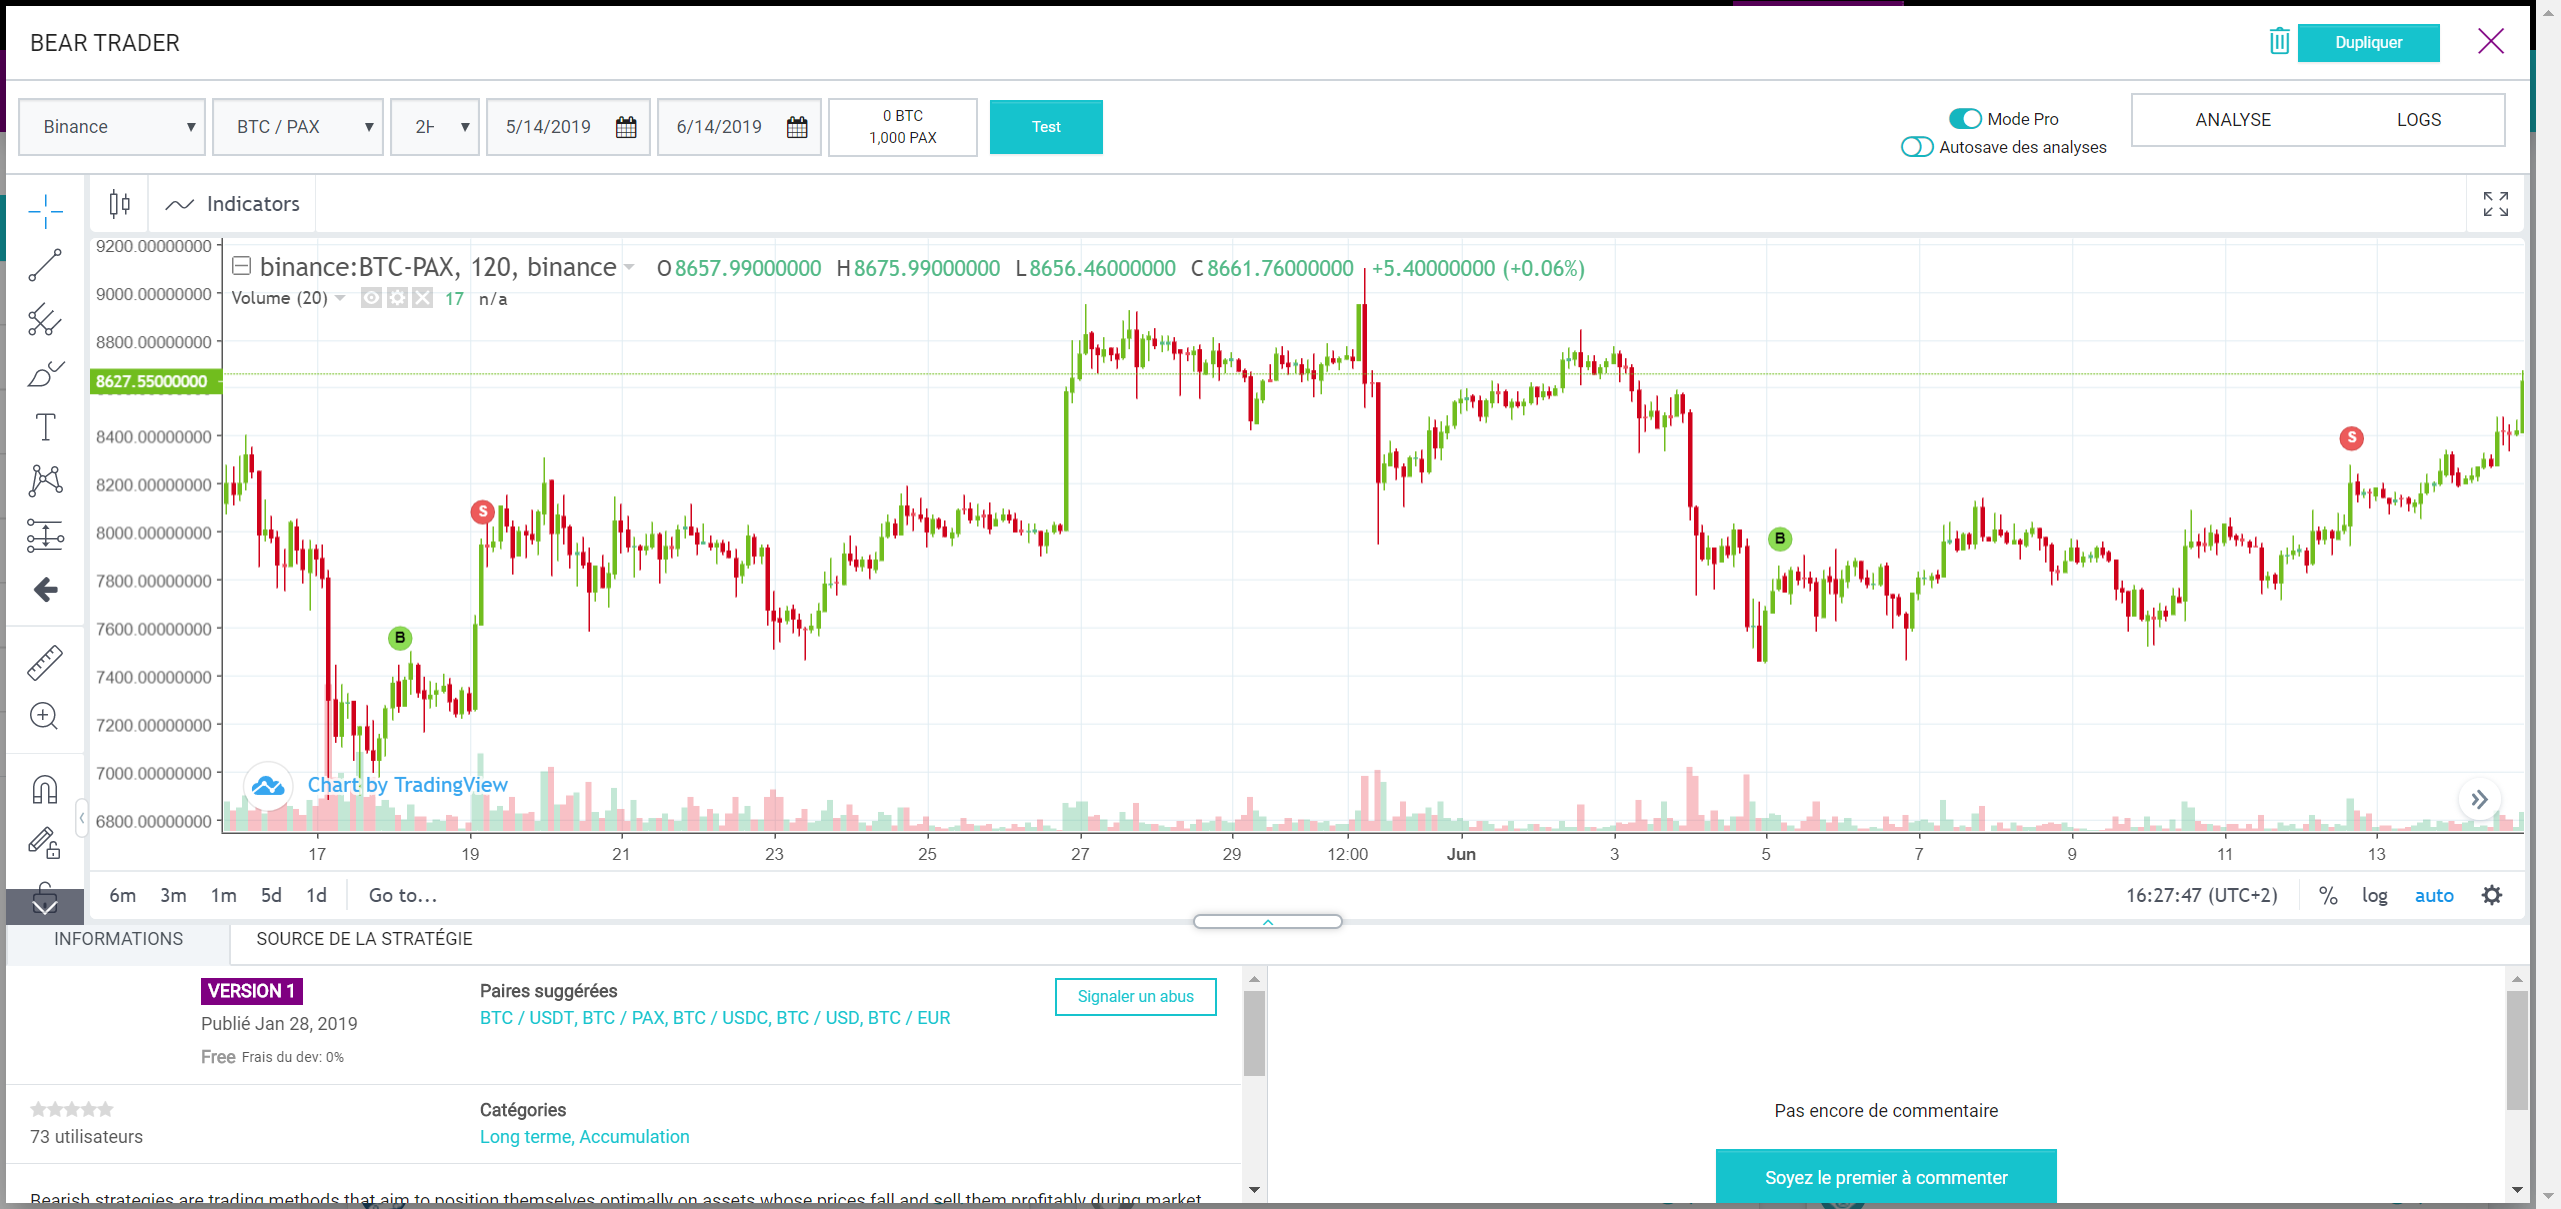 BEAR TRADER
Dupliquer
Binance
BTC / PAX
2H
5/14/2019
6/14/2019
0 BTC
1,000 PAX
Test
Mode Pro
Autosave des analyses
ANALYSE
LOGS
Indicators
binance:BTC-PAX, 120, binance O8657.99000000 H8675.99000000 L8656.46000000 C8661.76000000 +5.40000000 (+0.06%)
Volume (20) 17 n/a
9200.00000000
9000.00000000
8800.00000000
8627.55000000
8400.00000000
8200.00000000
8000.00000000
7800.00000000
7600.00000000
7400.00000000
7200.00000000
7000.00000000
6800.00000000
B
S
B
S
Chart by TradingView
17 19 21 23 25 27 29 12:00 Jun 3 5 7 9 11 13
6m 3m 1m 5d 1d Go to...
16:27:47 (UTC+2) % log auto
INFORMATIONS
SOURCE DE LA STRATÉGIE
VERSION 1
Publié Jan 28, 2019
Free Frais du dev: 0%
Paires suggérées
BTC / USDT, BTC / PAX, BTC / USDC, BTC / USD, BTC / EUR
Signaler un abus
73 utilisateurs
Catégories
Long terme, Accumulation
Bearish strategies are trading methods that aim to position themselves optimally on assets whose prices fall and sell them profitably during market
Pas encore de commentaire
Soyez le premier à commenter